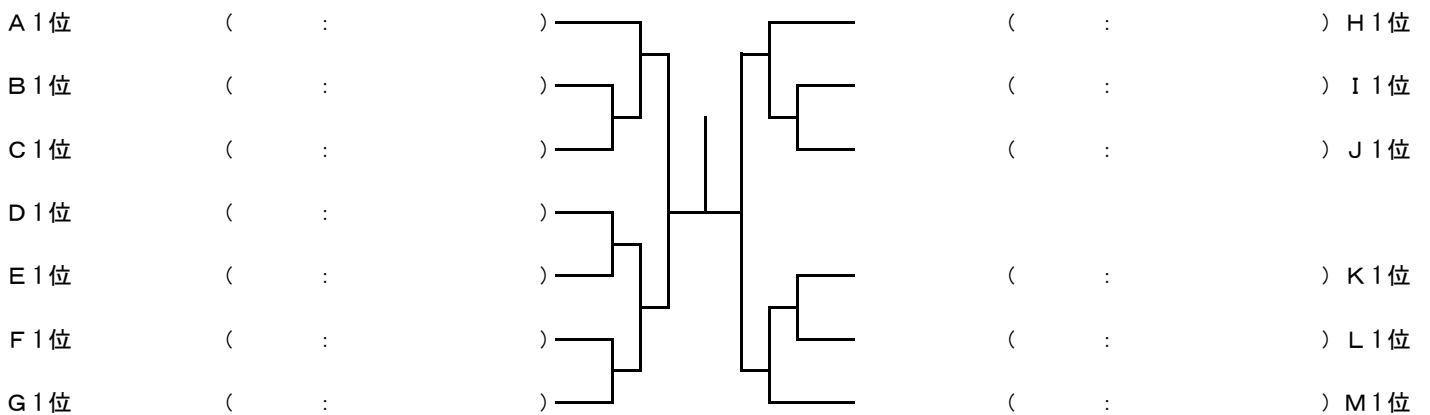 A1位 ( : ) ( : ) H1位
B1位 ( : ) ( : ) I1位
C1位 ( : ) ( : ) J1位
D1位 ( : )
E1位 ( : ) ( : ) K1位
F1位 ( : ) ( : ) L1位
G1位 ( : ) ( : ) M1位